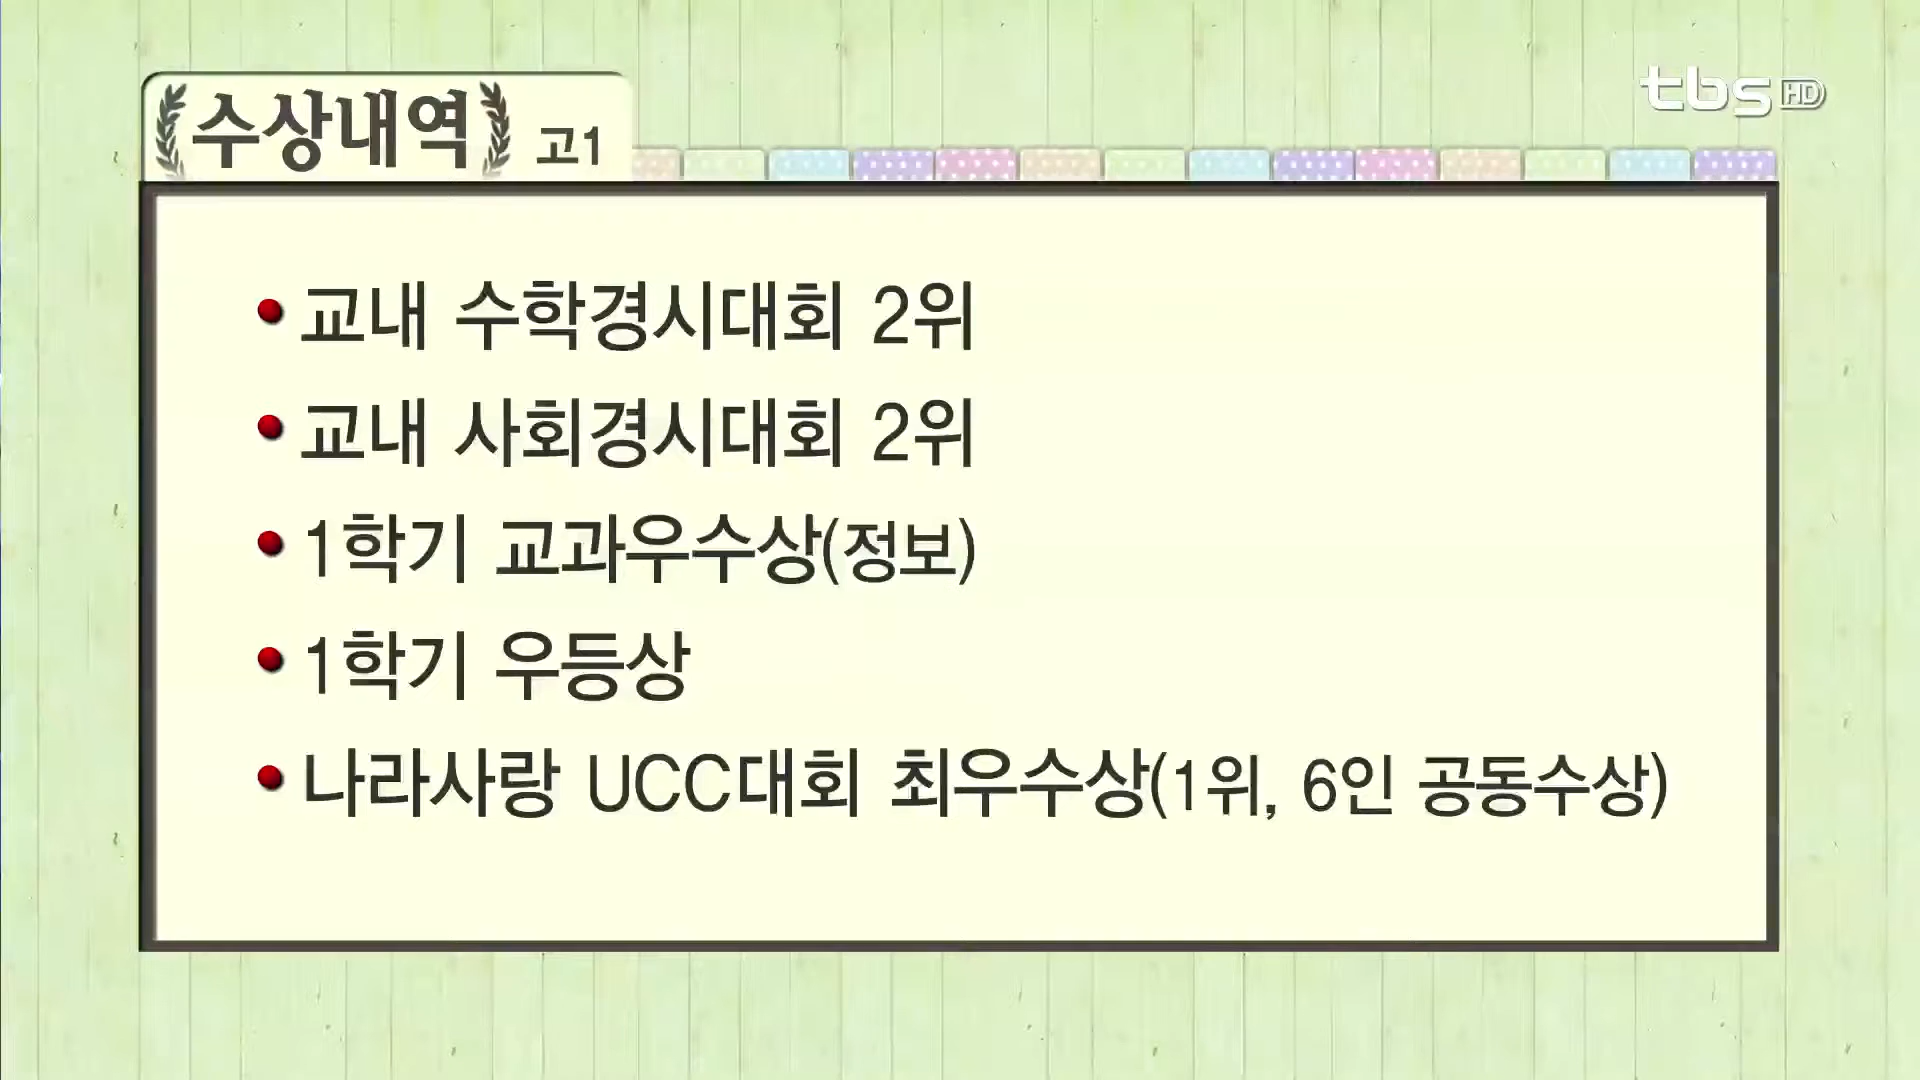 수상내역 고1
tbs HD
교내 수학경시대회 2위
교내 사회경시대회 2위
1학기 교과우수상(정보)
1학기 우등상
나라사랑 UCC대회 최우수상(1위, 6인 공동수상)